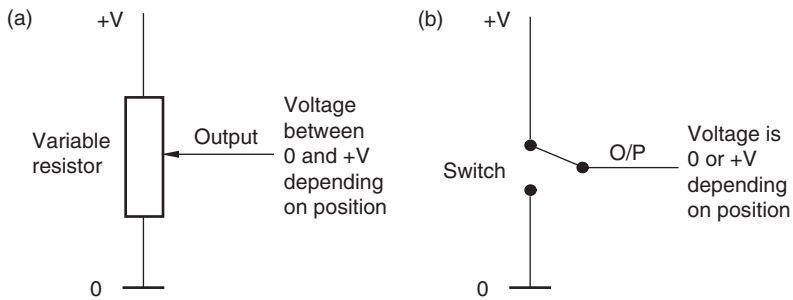 (a)
+V
Variable
resistor
Output
Voltage
between
0 and +V
depending
on position
0
(b)
+V
Switch
O/P
Voltage is
0 or +V
depending
on position
0